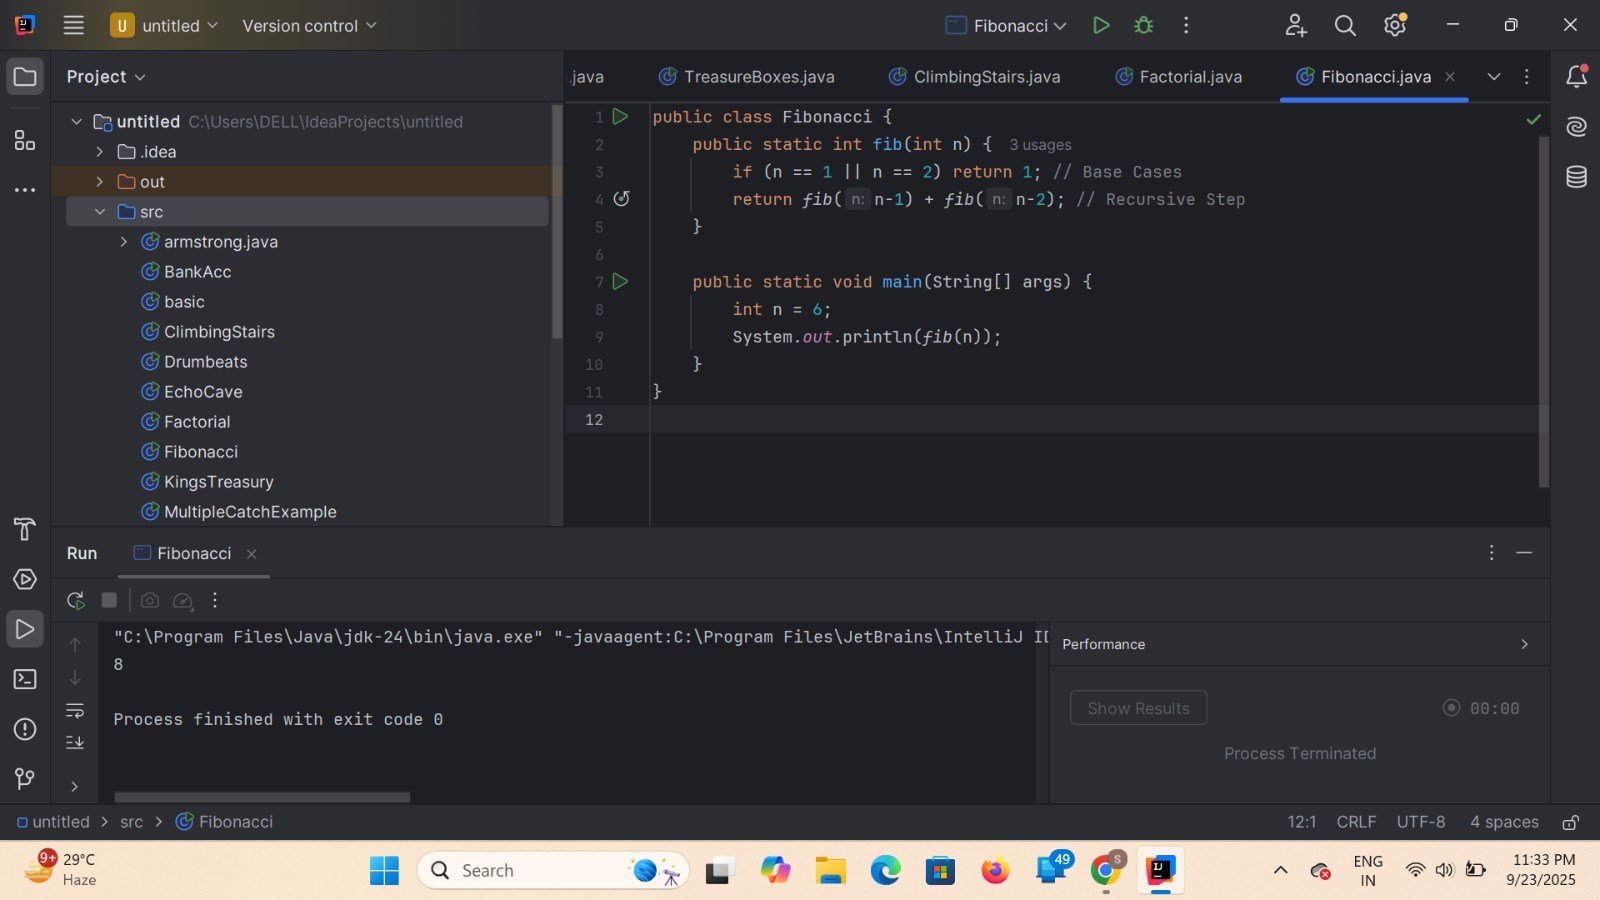 untitled
Version control
Fibonacci
Project
.java
TreasureBoxes.java
ClimbingStairs.java
Factorial.java
Fibonacci.java
untitled C:\Users\DELL\IdeaProjects\untitled
.idea
out
src
armstrong.java
BankAcc
basic
ClimbingStairs
Drumbeats
EchoCave
Factorial
Fibonacci
KingsTreasury
MultipleCatchExample
1 public class Fibonacci {
2     public static int fib(int n) { 3 usages
3         if (n == 1 || n == 2) return 1; // Base Cases
4         return fib( n: n-1) + fib( n: n-2); // Recursive Step
5     }
6
7     public static void main(String[] args) {
8         int n = 6;
9         System.out.println(fib(n));
10     }
11 }
12
Run
Fibonacci
"C:\Program Files\Java\jdk-24\bin\java.exe" "-javaagent:C:\Program Files\JetBrains\IntelliJ ID
8
Process finished with exit code 0
Performance
Show Results
00:00
Process Terminated
untitled > src > Fibonacci
12:1 CRLF UTF-8 4 spaces
9+
29°C
Haze
Search
49
S
ENG
IN
11:33 PM
9/23/2025